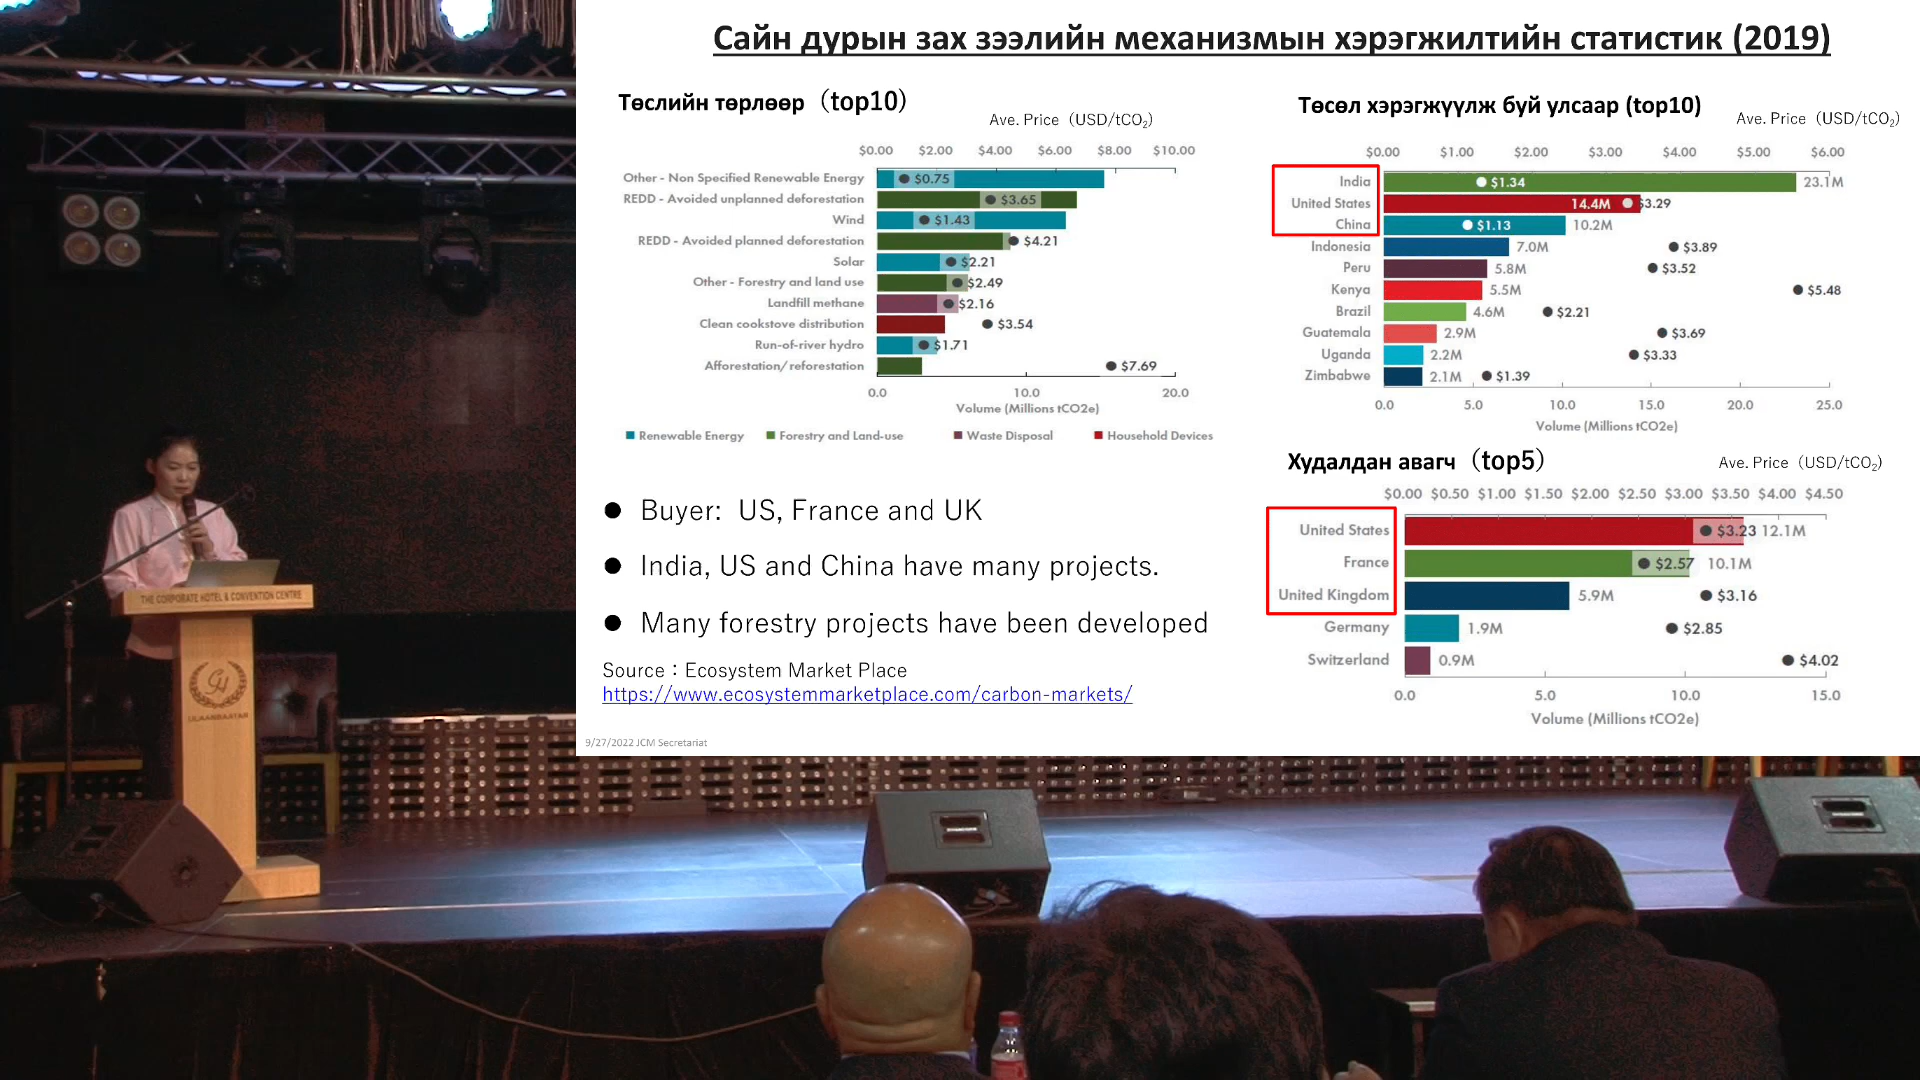 Сайн дурын зах зээлийн механизмын хэрэгжилтийн статистик (2019)
Төслийн төрлөөр (top10)
Ave. Price (USD/tCO₂)
$0.00 $2.00 $4.00 $6.00 $8.00 $10.00
Other - Non Specified Renewable Energy $0.75
REDD - Avoided unplanned deforestation $3.65
Wind $1.43
REDD - Avoided planned deforestation $4.21
Solar $2.21
Other - Forestry and land use $2.49
Landfill methane $2.16
Clean cookstove distribution $3.54
Run-of-river hydro $1.71
Afforestation/reforestation $7.69
0.0 10.0 20.0
Volume (Millions tCO2e)
Renewable Energy Forestry and Land-use Waste Disposal Household Devices
Төсөл хэрэгжүүлж буй улсаар (top10)
Ave. Price (USD/tCO₂)
$0.00 $1.00 $2.00 $3.00 $4.00 $5.00 $6.00
India $1.34 23.1M
United States 14.4M $3.29
China $1.13 10.2M
Indonesia 7.0M $3.89
Peru 5.8M $3.52
Kenya 5.5M $5.48
Brazil 4.6M $2.21
Guatemala 2.9M $3.69
Uganda 2.2M $3.33
Zimbabwe 2.1M $1.39
0.0 5.0 10.0 15.0 20.0 25.0
Volume (Millions tCO2e)
Худалдан авагч (top5)
Ave. Price (USD/tCO₂)
$0.00 $0.50 $1.00 $1.50 $2.00 $2.50 $3.00 $3.50 $4.00 $4.50
United States $3.23 12.1M
France $2.57 10.1M
United Kingdom 5.9M $3.16
Germany 1.9M $2.85
Switzerland 0.9M $4.02
0.0 5.0 10.0 15.0
Volume (Millions tCO2e)
● Buyer: US, France and UK
● India, US and China have many projects.
● Many forestry projects have been developed
Source：Ecosystem Market Place
https://www.ecosystemmarketplace.com/carbon-markets/
9/27/2022 JCM Secretariat
THE CORPORATE HOTEL & CONVENTION CENTRE
GH
ULAANBAATAR